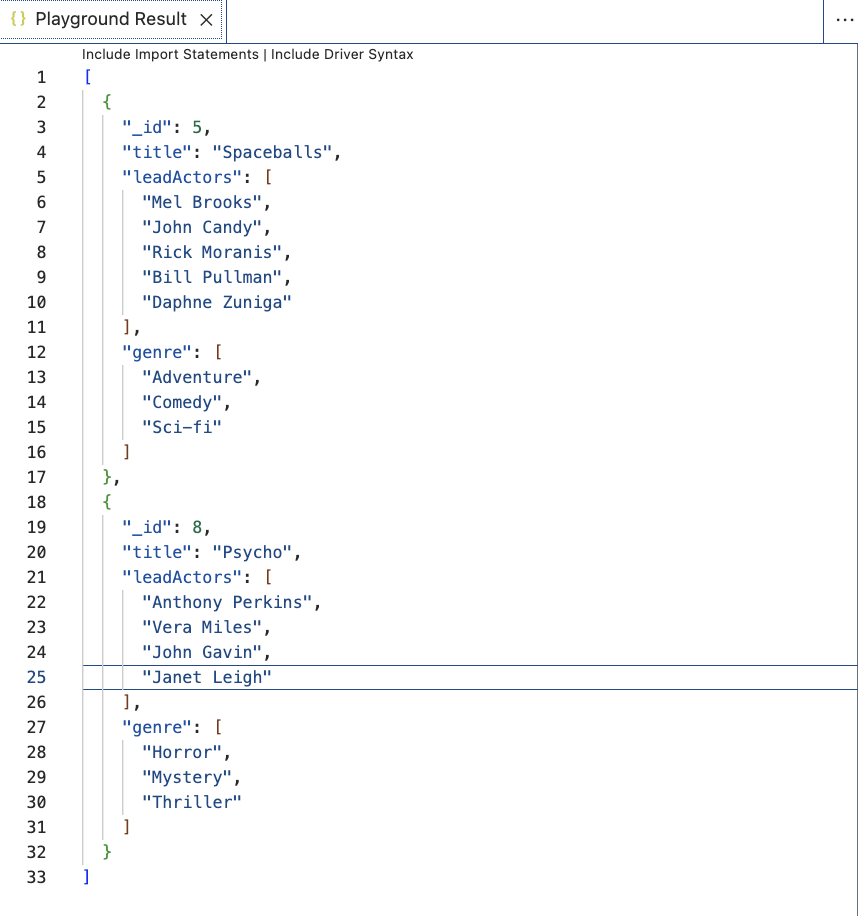 {} Playground Result × ...
Include Import Statements | Include Driver Syntax
1 [
2 {
3 "_id": 5,
4 "title": "Spaceballs",
5 "leadActors": [
6 "Mel Brooks",
7 "John Candy",
8 "Rick Moranis",
9 "Bill Pullman",
10 "Daphne Zuniga"
11 ],
12 "genre": [
13 "Adventure",
14 "Comedy",
15 "Sci-fi"
16 ]
17 },
18 {
19 "_id": 8,
20 "title": "Psycho",
21 "leadActors": [
22 "Anthony Perkins",
23 "Vera Miles",
24 "John Gavin",
25 "Janet Leigh"
26 ],
27 "genre": [
28 "Horror",
29 "Mystery",
30 "Thriller"
31 ]
32 }
33 ]